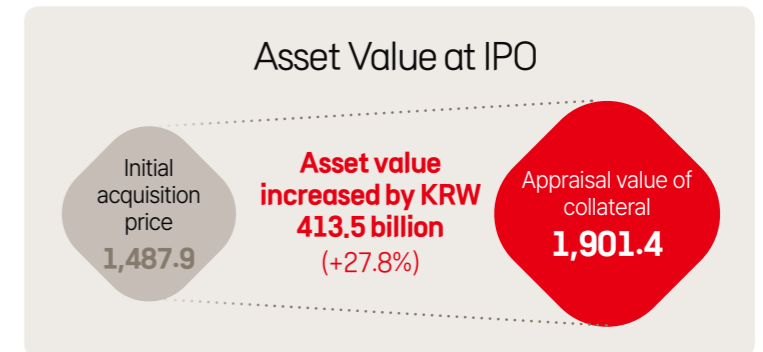 Asset Value at IPO
Initial
acquisition
price
1,487.9
Asset value
increased by KRW
413.5 billion
(+27.8%)
Appraisal value of
collateral
1,901.4